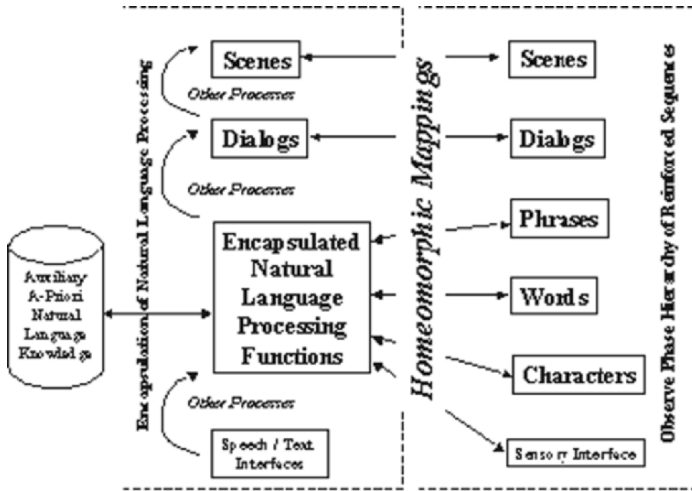 Scenes
Other Processes
Dialogs
Other Processes
Encapsulated
Natural
Language
Processing
Functions
Other Processes
Speech / Text
Interfaces
Auxiliary
A-Priori
Natural
Language
Knowledge
Encapsulation of Natural Language Processing
Homeomorphic Mappings
Scenes
Dialogs
Phrases
Words
Characters
Sensory Interface
Observe Phase Hierarchy of Reinforced Sequences